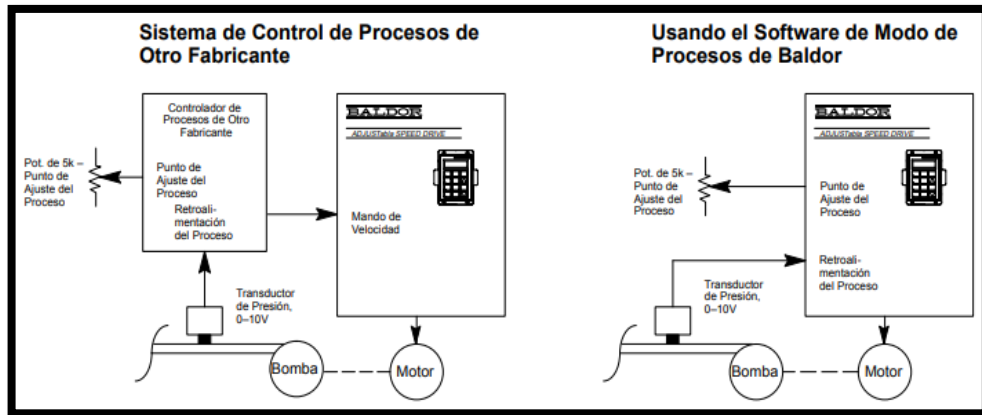 Sistema de Control de Procesos de
Otro Fabricante
Controlador de
Procesos de Otro
Fabricante
Pot. de 5k –
Punto de
Ajuste del
Proceso
Punto de
Ajuste del
Proceso
Retroali-
mentación
del Proceso
BALDOR
ADJUSTable SPEED DRIVE
Mando de
Velocidad
Transductor
de Presión,
0–10V
Bomba
Motor
Usando el Software de Modo de
Procesos de Baldor
BALDOR
ADJUSTable SPEED DRIVE
Pot. de 5k –
Punto de
Ajuste del
Proceso
Punto de
Ajuste del
Proceso
Retroali-
mentación
del Proceso
Transductor
de Presión,
0–10V
Bomba
Motor